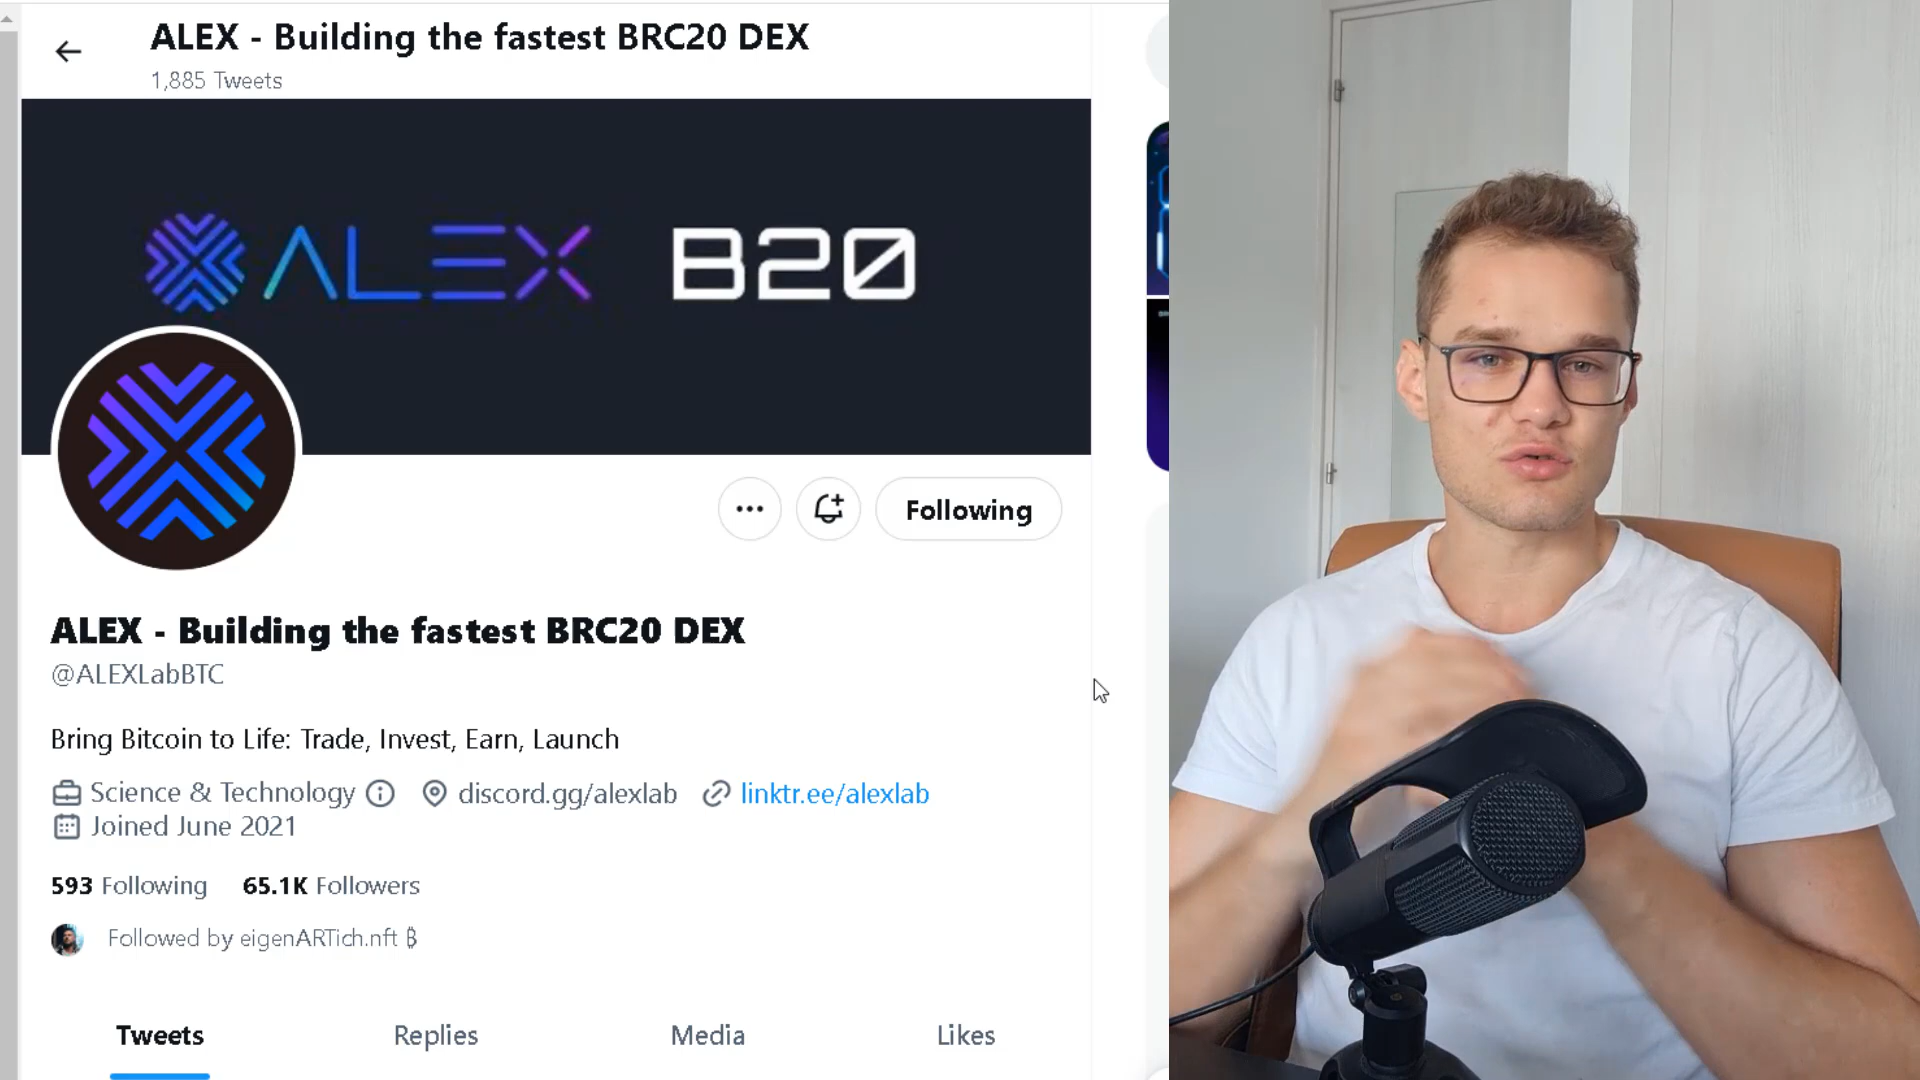 ALEX - Building the fastest BRC20 DEX
1,885 Tweets
ALEX B20
Following
ALEX - Building the fastest BRC20 DEX
@ALEXLabBTC
Bring Bitcoin to Life: Trade, Invest, Earn, Launch
Science & Technology discord.gg/alexlab linktr.ee/alexlab
Joined June 2021
593 Following 65.1K Followers
Followed by eigenARTich.nft ₿
Tweets Replies Media Likes